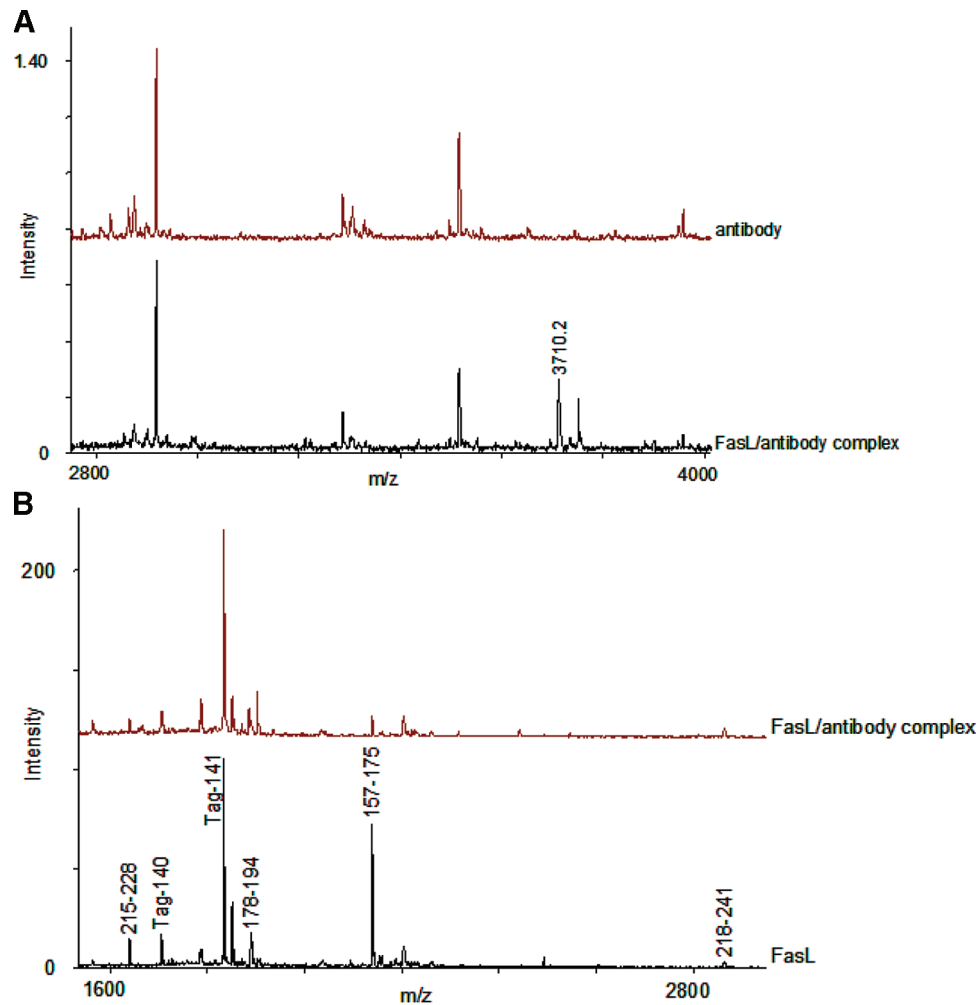 A
1.40
Intensity
antibody
3710.2
FasL/antibody complex
0
2800
m/z
4000
B
200
Intensity
FasL/antibody complex
215-228
Tag-140
Tag-141
178-194
157-175
218-241
FasL
0
1600
m/z
2800